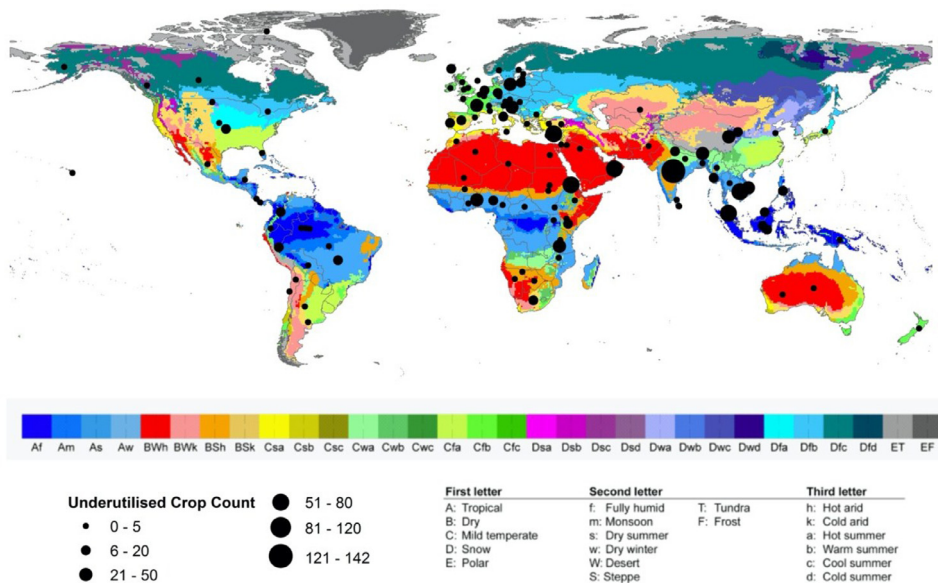 Af Am As Aw BWh BWk BSh BSk Csa Csb Csc Cwa Cwb Cwc Cfa Cfb Cfc Dsa Dsb Dsc Dsd Dwa Dwb Dwc Dwd Dfa Dfb Dfc Dfd ET EF
Underutilised Crop Count
0 - 5
6 - 20
21 - 50
51 - 80
81 - 120
121 - 142
First letter
A: Tropical
B: Dry
C: Mild temperate
D: Snow
E: Polar
Second letter
f: Fully humid
m: Monsoon
s: Dry summer
w: Dry winter
W: Desert
S: Steppe
T: Tundra
F: Frost
Third letter
h: Hot arid
k: Cold arid
a: Hot summer
b: Warm summer
c: Cool summer
d: Cold summer